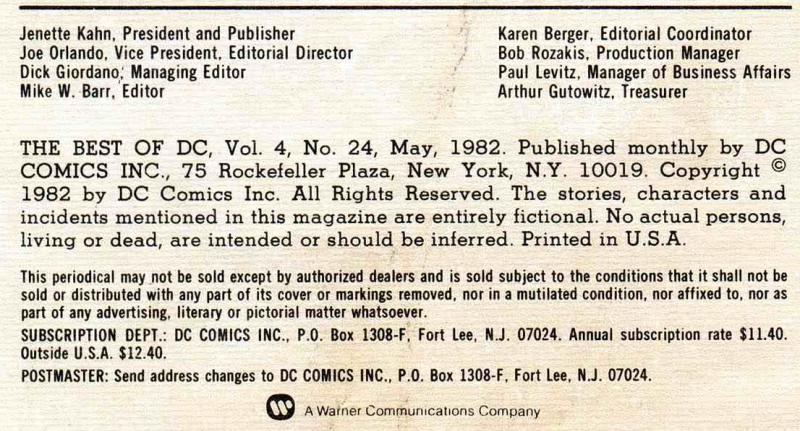 Jenette Kahn, President and Publisher
Joe Orlando, Vice President, Editorial Director
Dick Giordano, Managing Editor
Mike W. Barr, Editor
Karen Berger, Editorial Coordinator
Bob Rozakis, Production Manager
Paul Levitz, Manager of Business Affairs
Arthur Gutowitz, Treasurer
THE BEST OF DC, Vol. 4, No. 24, May, 1982. Published monthly by DC
COMICS INC., 75 Rockefeller Plaza, New York, N.Y. 10019. Copyright ©
1982 by DC Comics Inc. All Rights Reserved. The stories, characters and
incidents mentioned in this magazine are entirely fictional. No actual persons,
living or dead, are intended or should be inferred. Printed in U.S.A.
This periodical may not be sold except by authorized dealers and is sold subject to the conditions that it shall not be
sold or distributed with any part of its cover or markings removed, nor in a mutilated condition, nor affixed to, nor as
part of any advertising, literary or pictorial matter whatsoever.
SUBSCRIPTION DEPT.: DC COMICS INC., P.O. Box 1308-F, Fort Lee, N.J. 07024. Annual subscription rate $11.40.
Outside U.S.A. $12.40.
POSTMASTER: Send address changes to DC COMICS INC., P.O. Box 1308-F, Fort Lee, N.J. 07024.
A Warner Communications Company